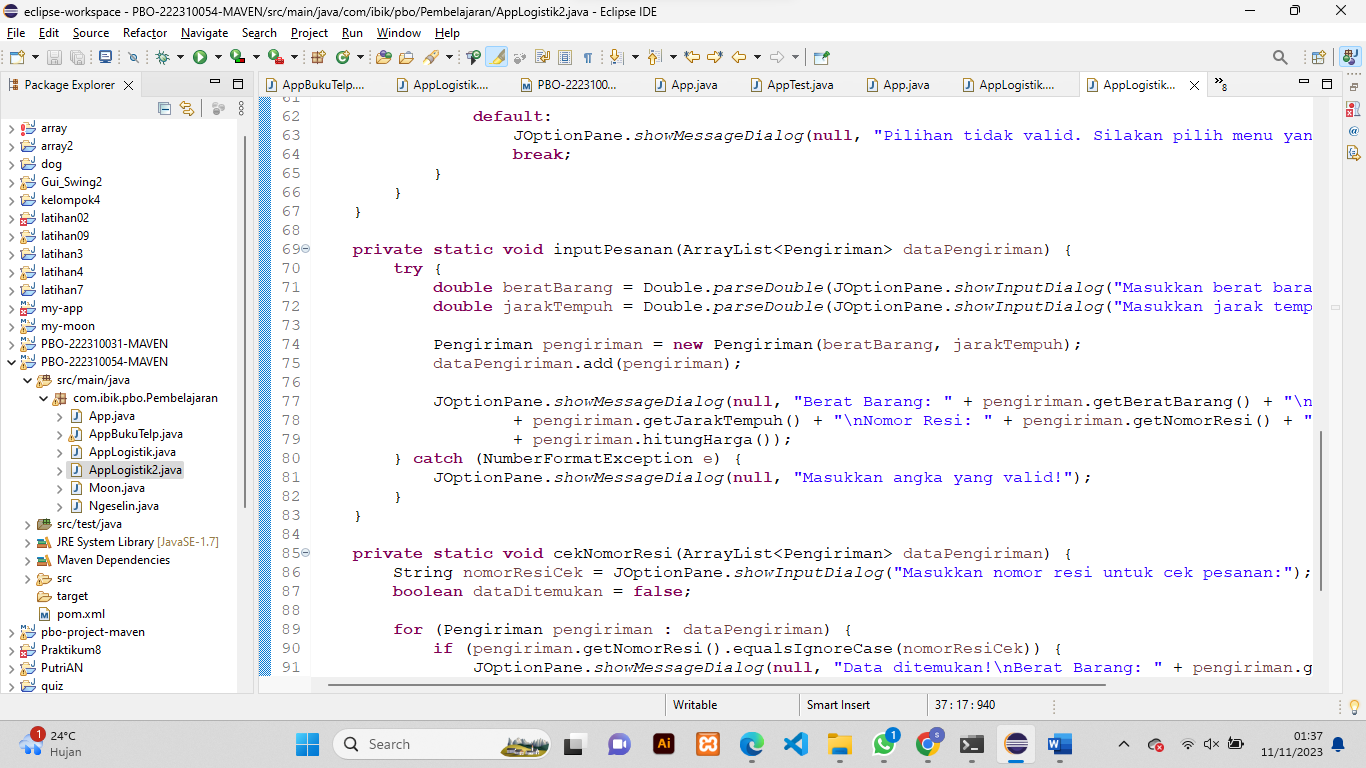 eclipse-workspace - PBO-222310054-MAVEN/src/main/java/com/ibik/pbo/Pembelajaran/AppLogistik2.java - Eclipse IDE
File Edit Source Refactor Navigate Search Project Run Window Help
Package Explorer
AppBukuTelp....
AppLogistik....
PBO-2223100...
App.java
AppTest.java
App.java
AppLogistik....
AppLogistik...
»8
array
array2
dog
Gui_Swing2
kelompok4
latihan02
latihan09
latihan3
latihan4
latihan7
my-app
my-moon
PBO-222310031-MAVEN
PBO-222310054-MAVEN
src/main/java
com.ibik.pbo.Pembelajaran
App.java
AppBukuTelp.java
AppLogistik.java
AppLogistik2.java
Moon.java
Ngeselin.java
src/test/java
JRE System Library [JavaSE-1.7]
Maven Dependencies
src
target
pom.xml
pbo-project-maven
Praktikum8
PutriAN
quiz
61
62 default:
63 JOptionPane.showMessageDialog(null, "Pilihan tidak valid. Silakan pilih menu yan
64 break;
65 }
66 }
67 }
68
69 private static void inputPesanan(ArrayList<Pengiriman> dataPengiriman) {
70 try {
71 double beratBarang = Double.parseDouble(JOptionPane.showInputDialog("Masukkan berat bara
72 double jarakTempuh = Double.parseDouble(JOptionPane.showInputDialog("Masukkan jarak temp
73
74 Pengiriman pengiriman = new Pengiriman(beratBarang, jarakTempuh);
75 dataPengiriman.add(pengiriman);
76
77 JOptionPane.showMessageDialog(null, "Berat Barang: " + pengiriman.getBeratBarang() + "\n
78 + pengiriman.getJarakTempuh() + "\nNomor Resi: " + pengiriman.getNomorResi() + "
79 + pengiriman.hitungHarga());
80 } catch (NumberFormatException e) {
81 JOptionPane.showMessageDialog(null, "Masukkan angka yang valid!");
82 }
83 }
84
85 private static void cekNomorResi(ArrayList<Pengiriman> dataPengiriman) {
86 String nomorResiCek = JOptionPane.showInputDialog("Masukkan nomor resi untuk cek pesanan:");
87 boolean dataDitemukan = false;
88
89 for (Pengiriman pengiriman : dataPengiriman) {
90 if (pengiriman.getNomorResi().equalsIgnoreCase(nomorResiCek)) {
91 JOptionPane.showMessageDialog(null, "Data ditemukan!\nBerat Barang: " + pengiriman.g
Writable
Smart Insert
37 : 17 : 940
1
24°C
Hujan
Search
Ai
1
S
01:37
11/11/2023